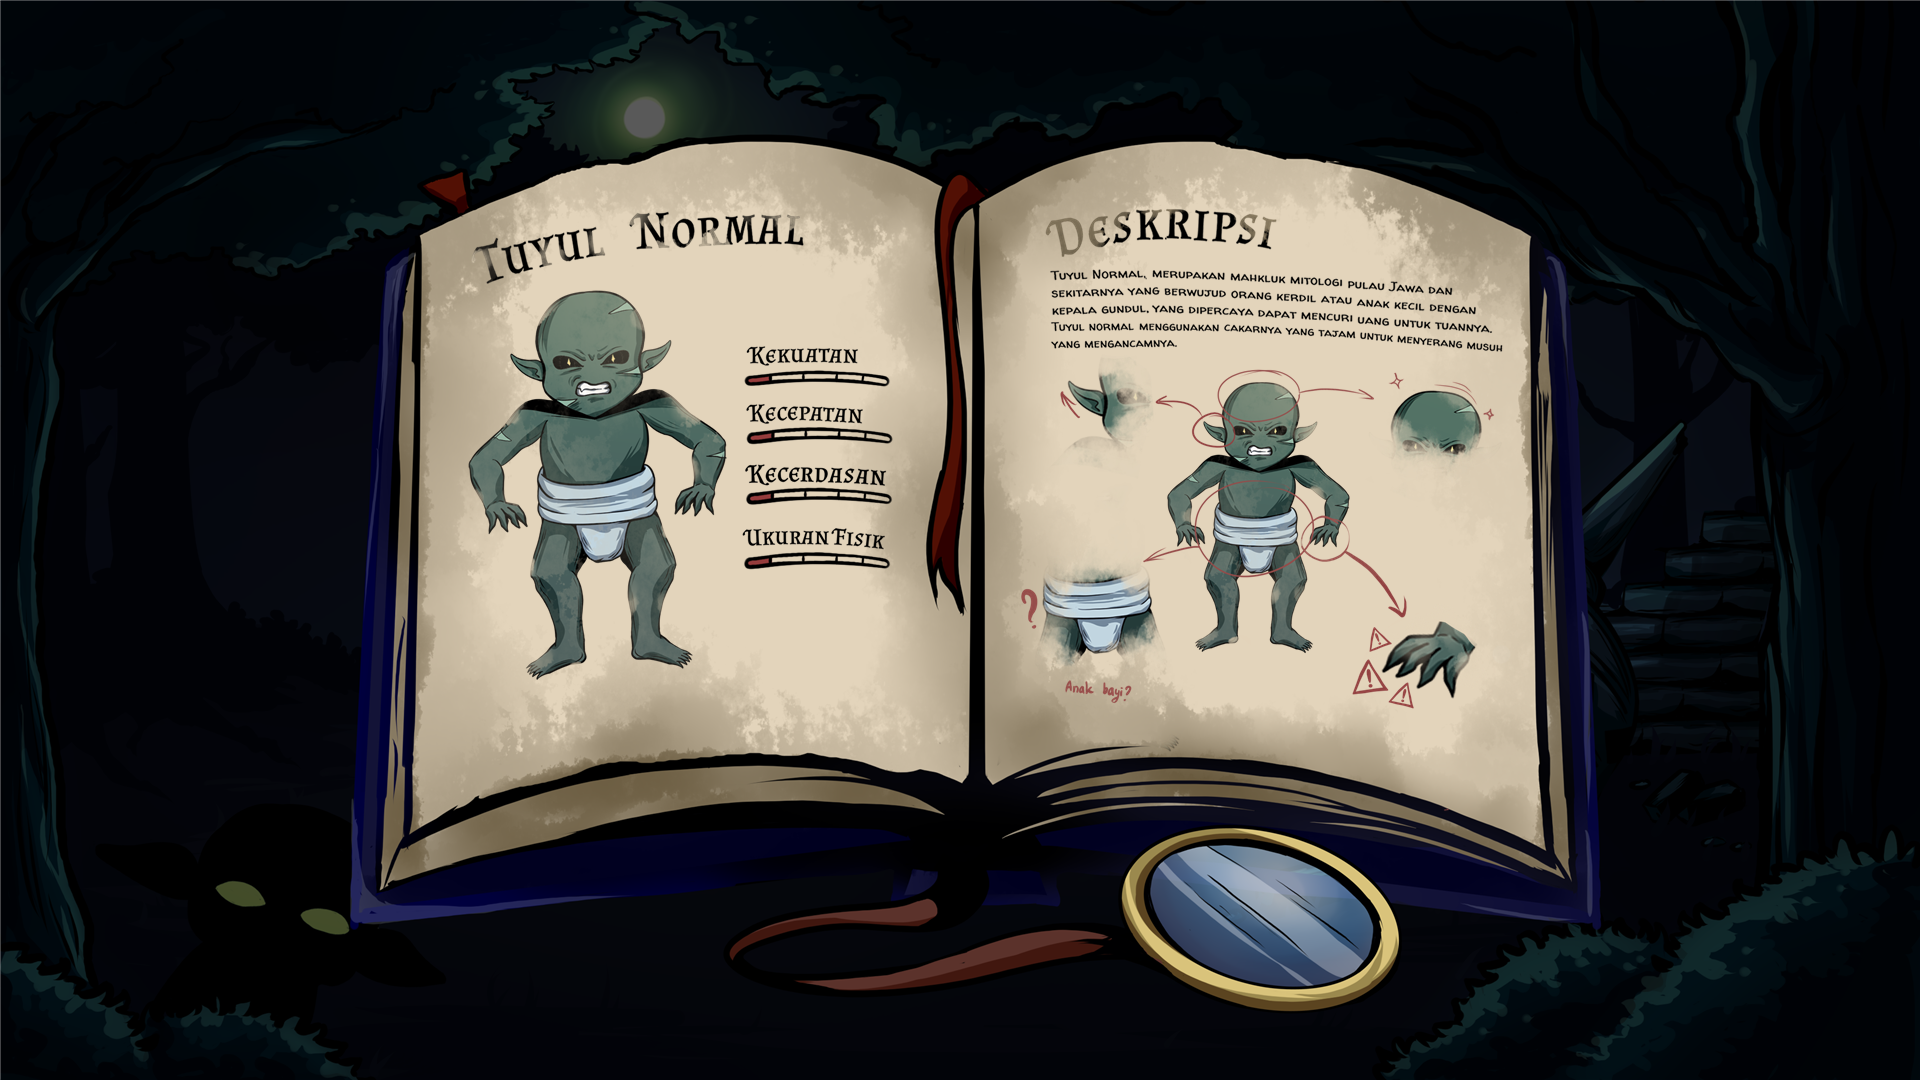 Tuyul Normal
Kekuatan
Kecepatan
Kecerdasan
Ukuran Fisik
Deskripsi
Tuyul Normal, merupakan mahkluk mitologi pulau Jawa dan
sekitarnya yang berwujud orang kerdil atau anak kecil dengan
kepala gundul, yang dipercaya dapat mencuri uang untuk tuannya.
Tuyul normal menggunakan cakarnya yang tajam untuk menyerang musuh
yang mengancamnya.
?
Anak bayi?
!
!
!